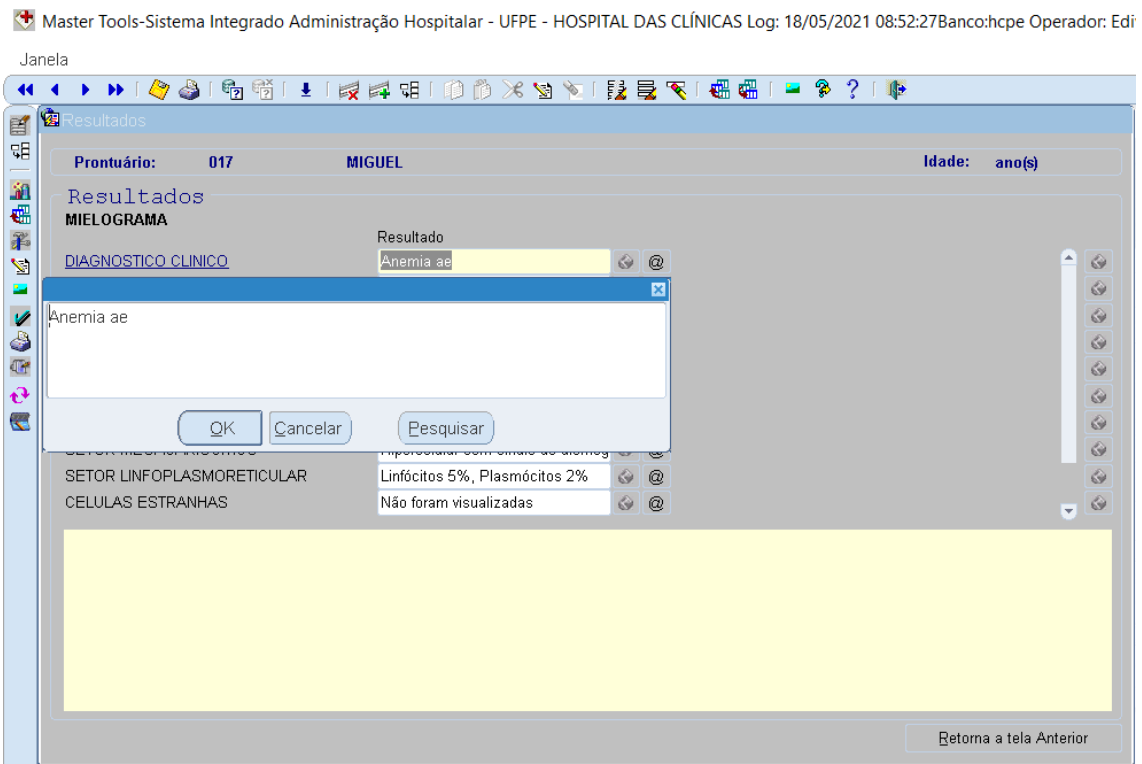 Master Tools-Sistema Integrado Administração Hospitalar - UFPE - HOSPITAL DAS CLÍNICAS Log: 18/05/2021 08:52:27Banco:hcpe Operador: Edi
Janela
Resultados
Prontuário: 017 MIGUEL Idade: ano(s)
Resultados
MIELOGRAMA
Resultado
DIAGNOSTICO CLINICO Anemia ae @
Anemia ae
OK Cancelar Pesquisar
SETOR LINFOPLASMORETICULAR Linfócitos 5%, Plasmócitos 2% @
CELULAS ESTRANHAS Não foram visualizadas @
Retorna a tela Anterior